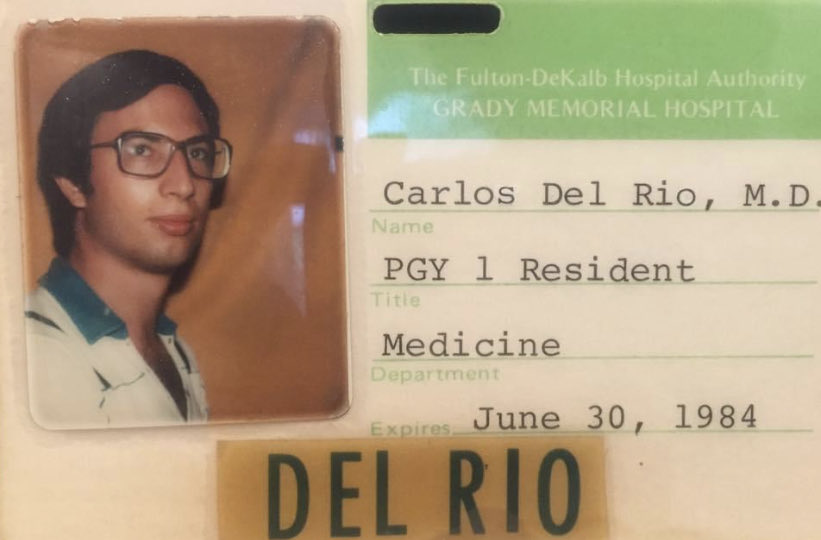 The Fulton-DeKalb Hospital Authority
GRADY MEMORIAL HOSPITAL
Carlos Del Rio, M.D.
Name
PGY 1 Resident
Title
Medicine
Department
Expires June 30, 1984
DEL RIO